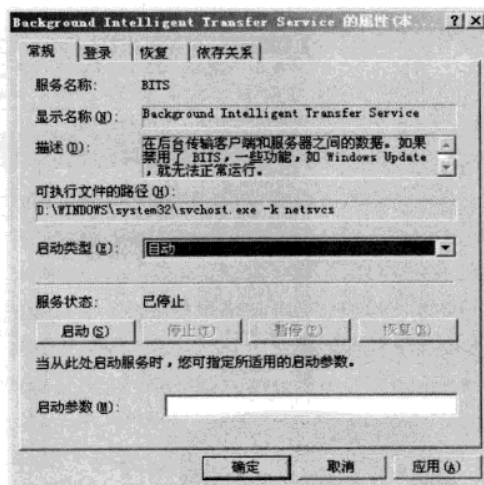 Background Intelligent Transfer Service 的属性(本...
常规 登录 恢复 依存关系
服务名称: BITS
显示名称(N): Background Intelligent Transfer Service
描述(D): 在后台传输客户端和服务器之间的数据。如果
禁用了 BITS，一些功能，如 Windows Update
，就无法正常运行。
可执行文件的路径(H):
D:\WINDOWS\system32\svchost.exe -k netsvcs
启动类型(E): 自动
服务状态: 已停止
启动(S) 停止(T) 暂停(P) 恢复(R)
当从此处启动服务时，您可指定所适用的启动参数。
启动参数(M):
确定 取消 应用(A)